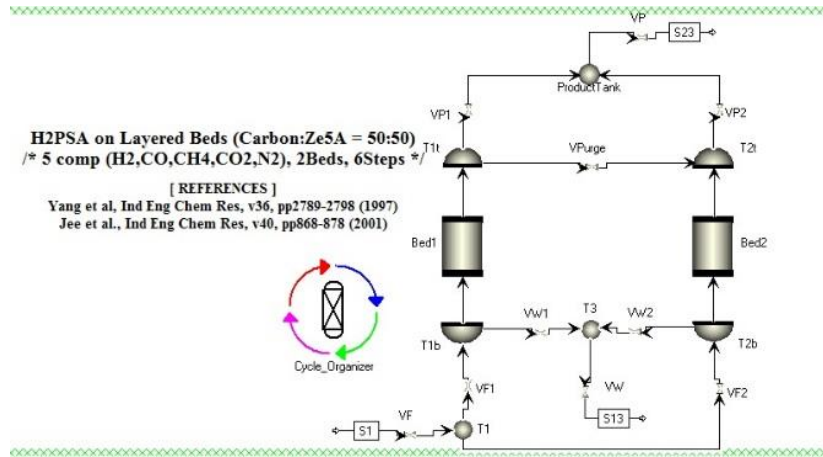 VP
S23
ProductTank
VP1
VP2
H2PSA on Layered Beds (Carbon:Ze5A = 50:50)
/* 5 comp (H2,CO,CH4,CO2,N2), 2Beds, 6Steps */
T1t
VPurge
T2t
[ REFERENCES ]
Yang et al, Ind Eng Chem Res, v36, pp2789-2798 (1997)
Jee et al., Ind Eng Chem Res, v40, pp868-878 (2001)
Bed1
Bed2
VW1
T3
VW2
T1b
T2b
Cycle_Organizer
VF1
VW
VF2
S1
VF
T1
S13